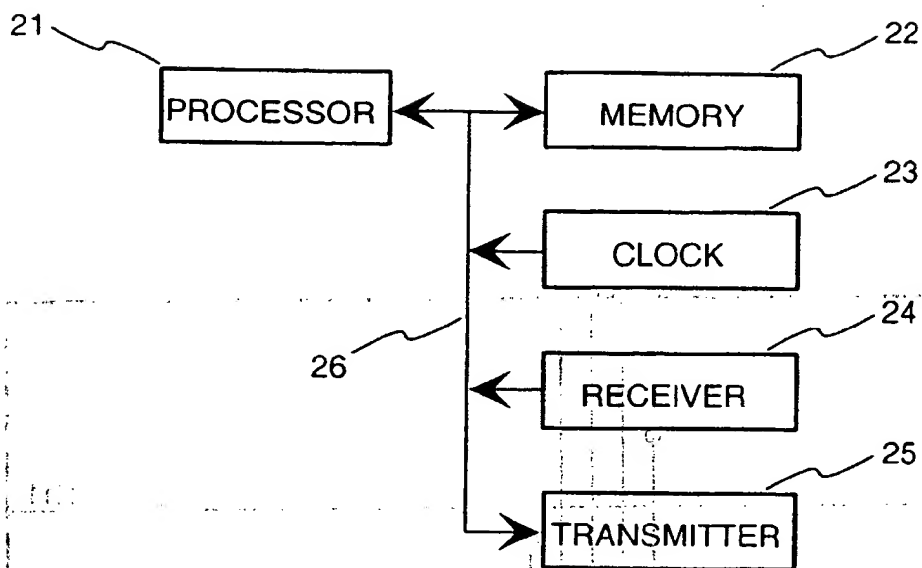 21
PROCESSOR
22
MEMORY
23
CLOCK
24
RECEIVER
26
25
TRANSMITTER